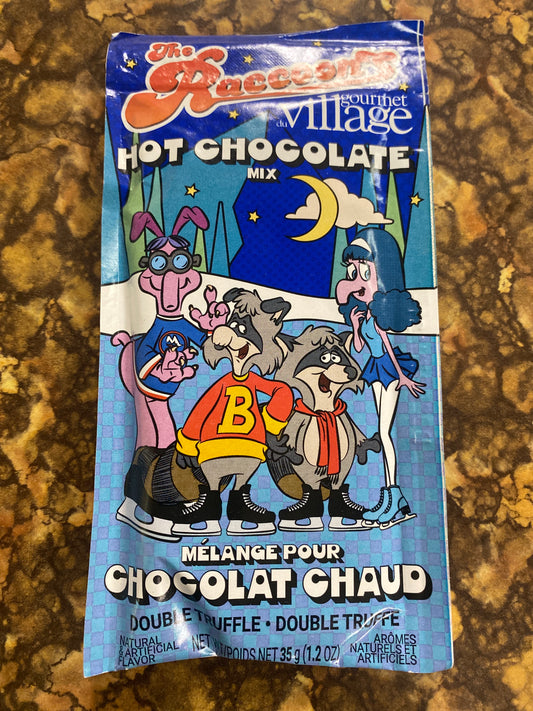 The
Raccoons
gourmet
du village
HOT CHOCOLATE
MIX
M
B
MÉLANGE POUR
CHOCOLAT CHAUD
DOUBLE TRUFFLE • DOUBLE TRUFFE
NATURAL
& ARTIFICIAL
FLAVOR
NET WT/POIDS NET 35 g (1.2 OZ)
ARÔMES
NATURELS ET
ARTIFICIELS